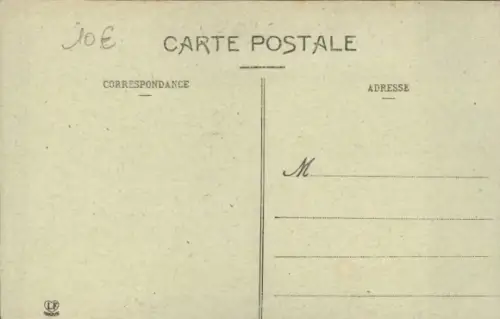 10€
CARTE POSTALE
CORRESPONDANCE
ADRESSE
M